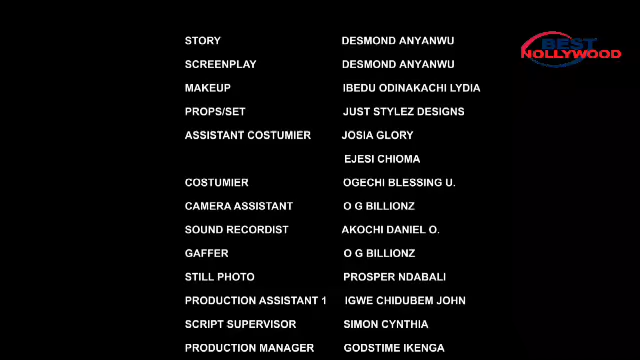 STORY DESMOND ANYANWU
BEST
NOLLYWOOD
SCREENPLAY DESMOND ANYANWU
MAKEUP IBEDU ODINAKACHI LYDIA
PROPS/SET JUST STYLEZ DESIGNS
ASSISTANT COSTUMIER JOSIA GLORY
EJESI CHIOMA
COSTUMIER OGECHI BLESSING U.
CAMERA ASSISTANT O G BILLIONZ
SOUND RECORDIST AKOCHI DANIEL O.
GAFFER O G BILLIONZ
STILL PHOTO PROSPER NDABALI
PRODUCTION ASSISTANT 1 IGWE CHIDUBEM JOHN
SCRIPT SUPERVISOR SIMON CYNTHIA
PRODUCTION MANAGER GODSTIME IKENGA